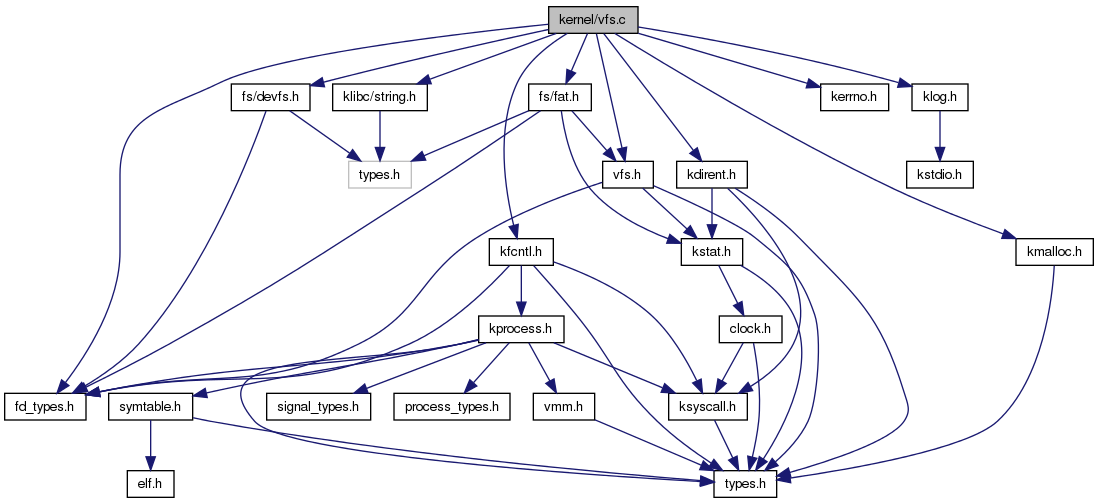 kernel/vfs.c
fs/devfs.h
klibc/string.h
fs/fat.h
kerrno.h
klog.h
types.h
vfs.h
kdirent.h
kstdio.h
kfcntl.h
kstat.h
kmalloc.h
kprocess.h
clock.h
fd_types.h
symtable.h
signal_types.h
process_types.h
vmm.h
ksyscall.h
elf.h
types.h